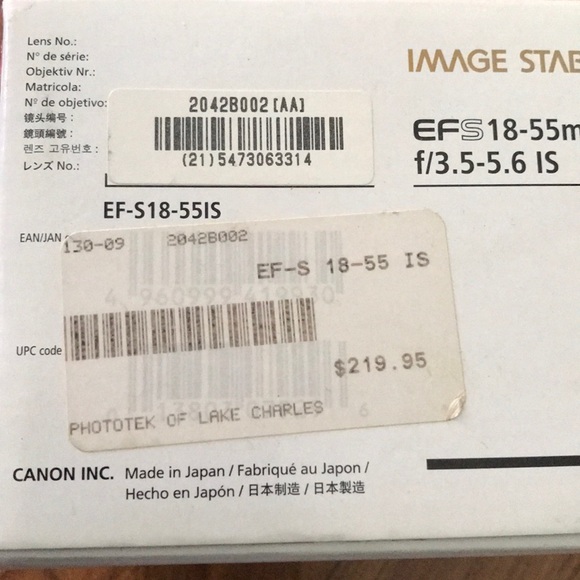 Lens No.:
N° de série:
Objektiv Nr.:
Matricola:
Nº de objetivo:
镜头编号:
鏡頭編號:
렌즈 고유번호:
レンズ No.:
2042B002 [AA]
(21)5473063314
IMAGE STAB
EFS18-55m
f/3.5-5.6 IS
EF-S18-55IS
EAN/JAN
130-09 2042B002
EF-S 18-55 IS
4 960999
UPC code
$219.95
PHOTOTEK OF LAKE CHARLES
6
CANON INC. Made in Japan / Fabriqué au Japon /
Hecho en Japón / 日本制造 / 日本製造